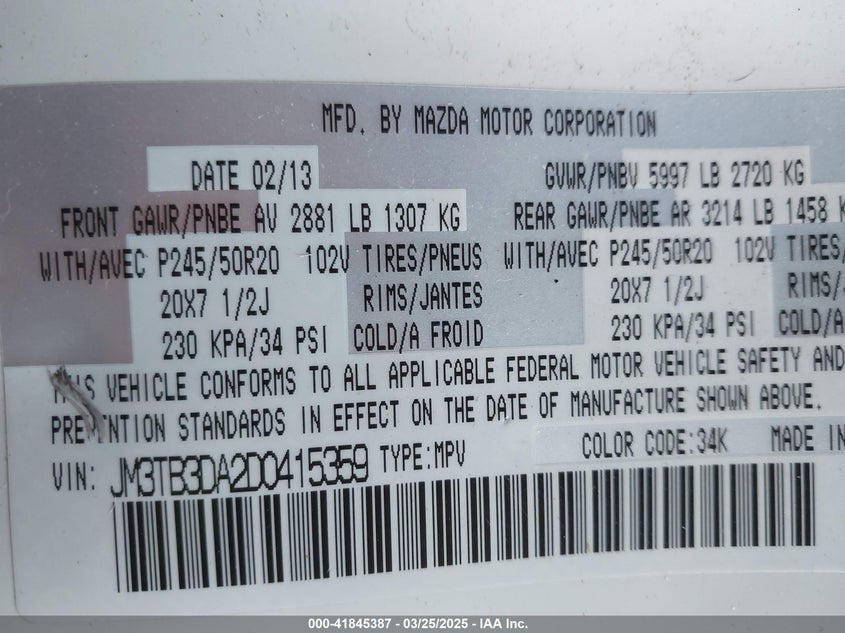 MFD. BY MAZDA MOTOR CORPORATION
DATE 02/13 GVWR/PNBV 5997 LB 2720 KG
FRONT GAWR/PNBE AV 2881 LB 1307 KG REAR GAWR/PNBE AR 3214 LB 1458 K
WITH/AVEC P245/50R20 102V TIRES/PNEUS WITH/AVEC P245/50R20 102V TIRES/
20X7 1/2J RIMS/JANTES 20X7 1/2J RIMS/
230 KPA/34 PSI COLD/A FROID 230 KPA/34 PSI COLD/A
THIS VEHICLE CONFORMS TO ALL APPLICABLE FEDERAL MOTOR VEHICLE SAFETY AND
PREVENTION STANDARDS IN EFFECT ON THE DATE OF MANUFACTURE SHOWN ABOVE.
COLOR CODE:34K MADE IN
VIN: JM3TB3DA2D0415359 TYPE:MPV
000-41845387 - 03/25/2025 - IAA Inc.